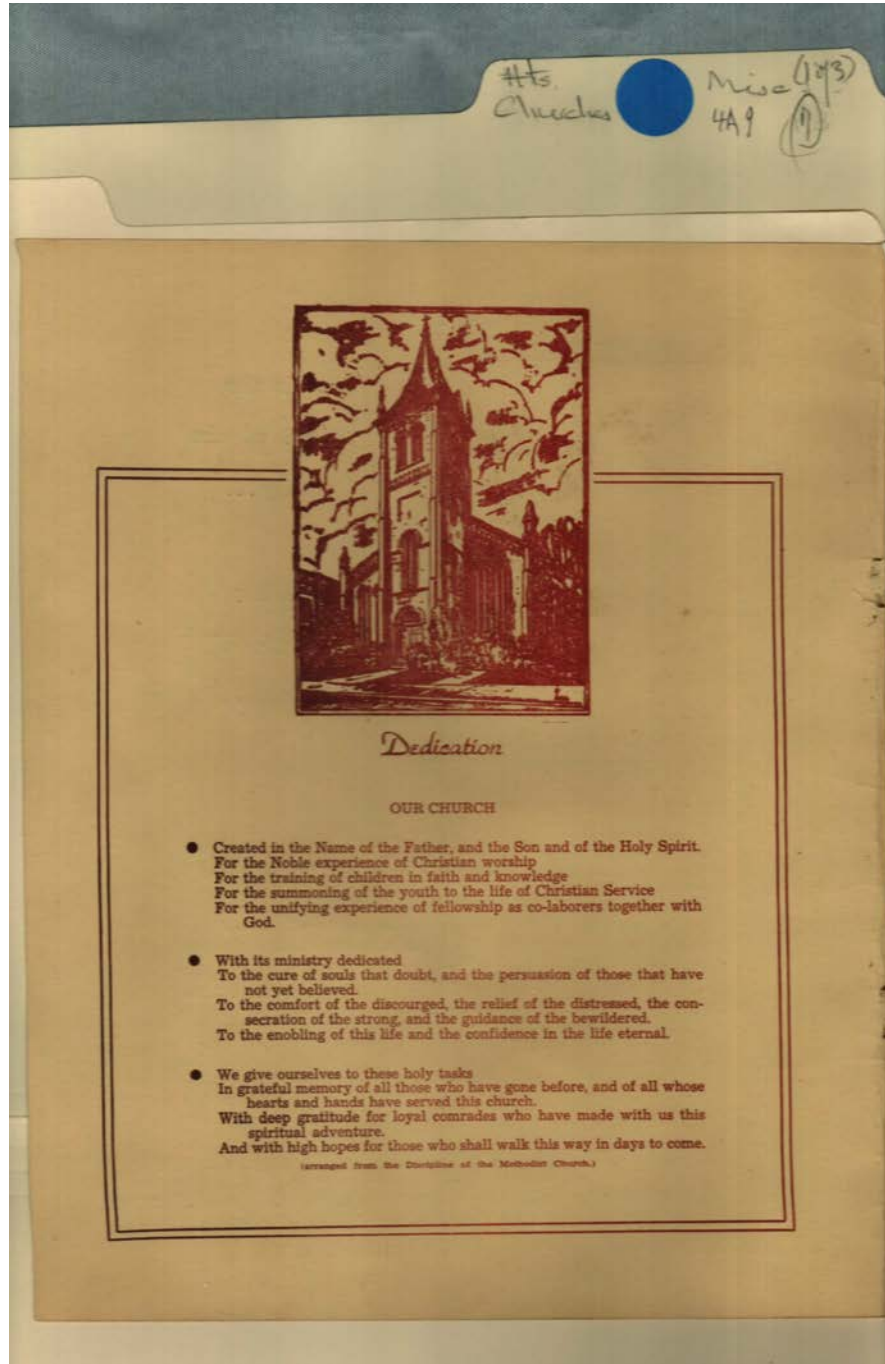 Hts. Misc (1 of 3)
Churches 4A9
Dedication
OUR CHURCH
● Created in the Name of the Father, and the Son and of the Holy Spirit.
For the Noble experience of Christian worship
For the training of children in faith and knowledge
For the summoning of the youth to the life of Christian Service
For the unifying experience of fellowship as co-laborers together with
God.
● With its ministry dedicated
To the cure of souls that doubt, and the persuasion of those that have
not yet believed.
To the comfort of the discourged, the relief of the distressed, the con-
secration of the strong, and the guidance of the bewildered.
To the enobling of this life and the confidence in the life eternal.
● We give ourselves to these holy tasks
In grateful memory of all those who have gone before, and of all whose
hearts and hands have served this church.
With deep gratitude for loyal comrades who have made with us this
spiritual adventure.
And with high hopes for those who shall walk this way in days to come.
(arranged from the Discipline of the Methodist Church.)